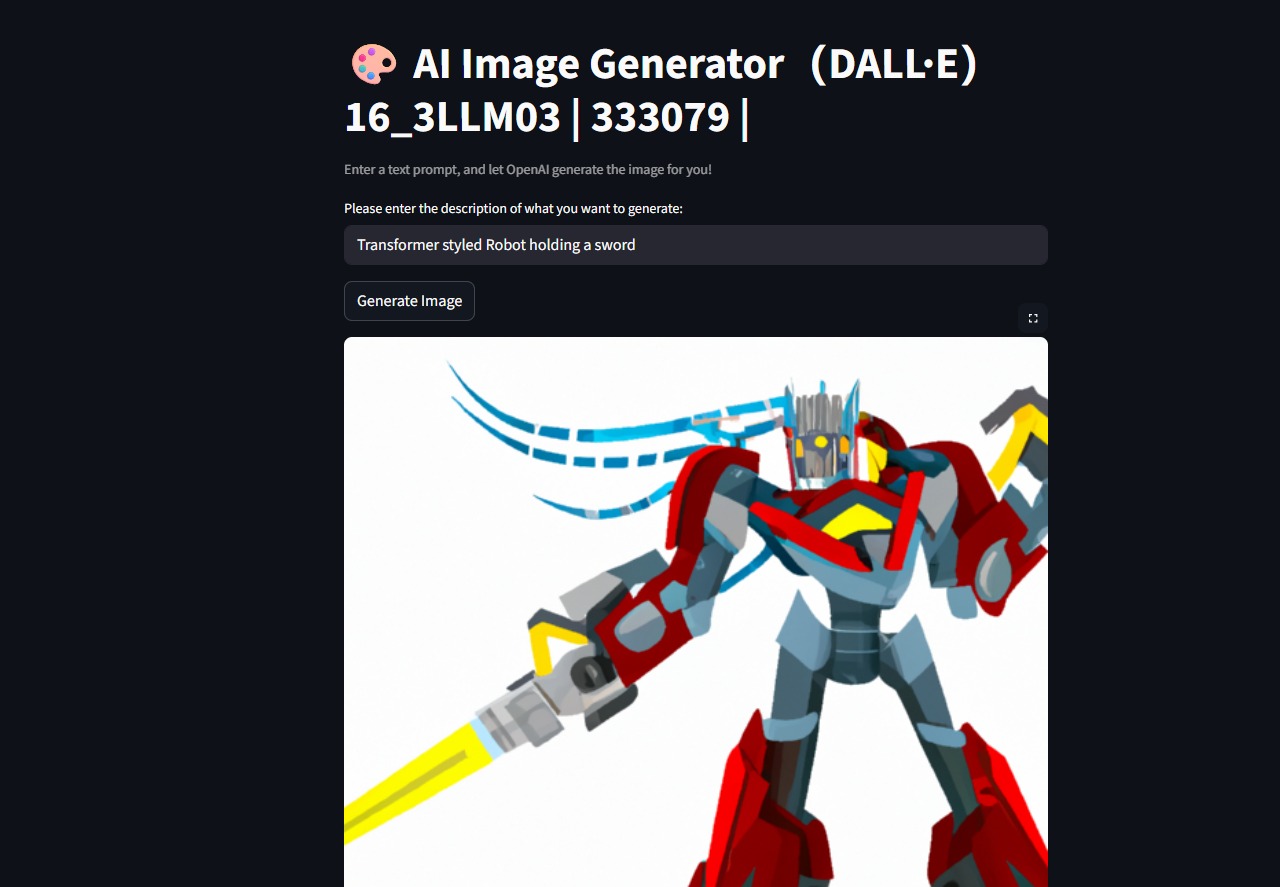 🎨 AI Image Generator（DALL·E）
16_3LLM03 | 333079 |
Enter a text prompt, and let OpenAI generate the image for you!
Please enter the description of what you want to generate:
Transformer styled Robot holding a sword
Generate Image